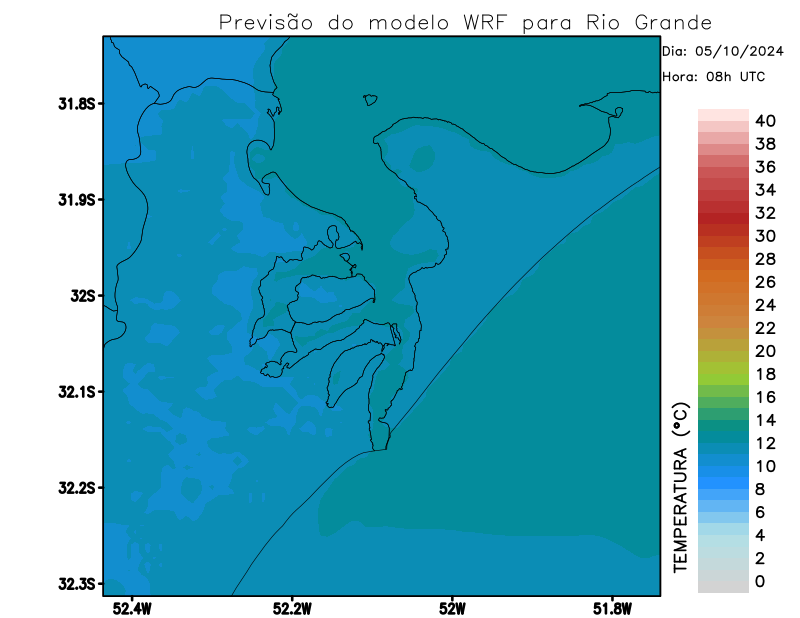 Previsão do modelo WRF para Rio Grande
Dia: 05/10/2024
Hora: 08h UTC
31.8S
31.9S
32S
32.1S
32.2S
32.3S
52.4W
52.2W
52W
51.8W
TEMPERATURA (°C)
40
38
36
34
32
30
28
26
24
22
20
18
16
14
12
10
8
6
4
2
0